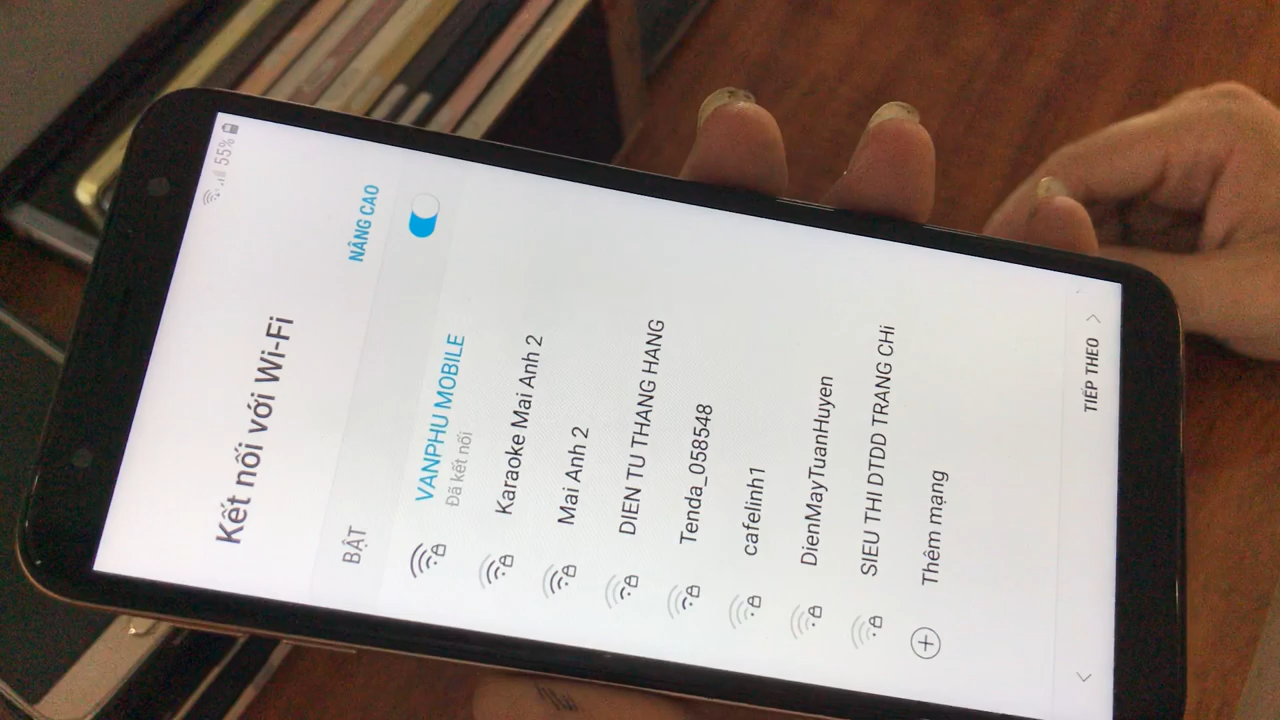 55%
Kết nối với Wi-Fi
NÂNG CAO
BẬT
VANPHU MOBILE
Đã kết nối
Karaoke Mai Anh 2
Mai Anh 2
DIEN TU THANG HANG
Tenda_058548
cafelinh1
DienMayTuanHuyen
SIEU THI DTDD TRANG CHi
Thêm mạng
TIẾP THEO